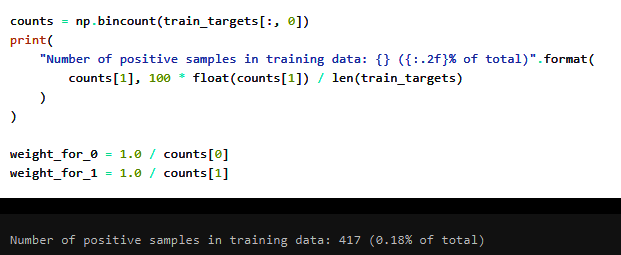 counts = np.bincount(train_targets[:, 0])
print(
    "Number of positive samples in training data: {} ({:.2f}% of total)".format(
        counts[1], 100 * float(counts[1]) / len(train_targets)
    )
)

weight_for_0 = 1.0 / counts[0]
weight_for_1 = 1.0 / counts[1]

Number of positive samples in training data: 417 (0.18% of total)